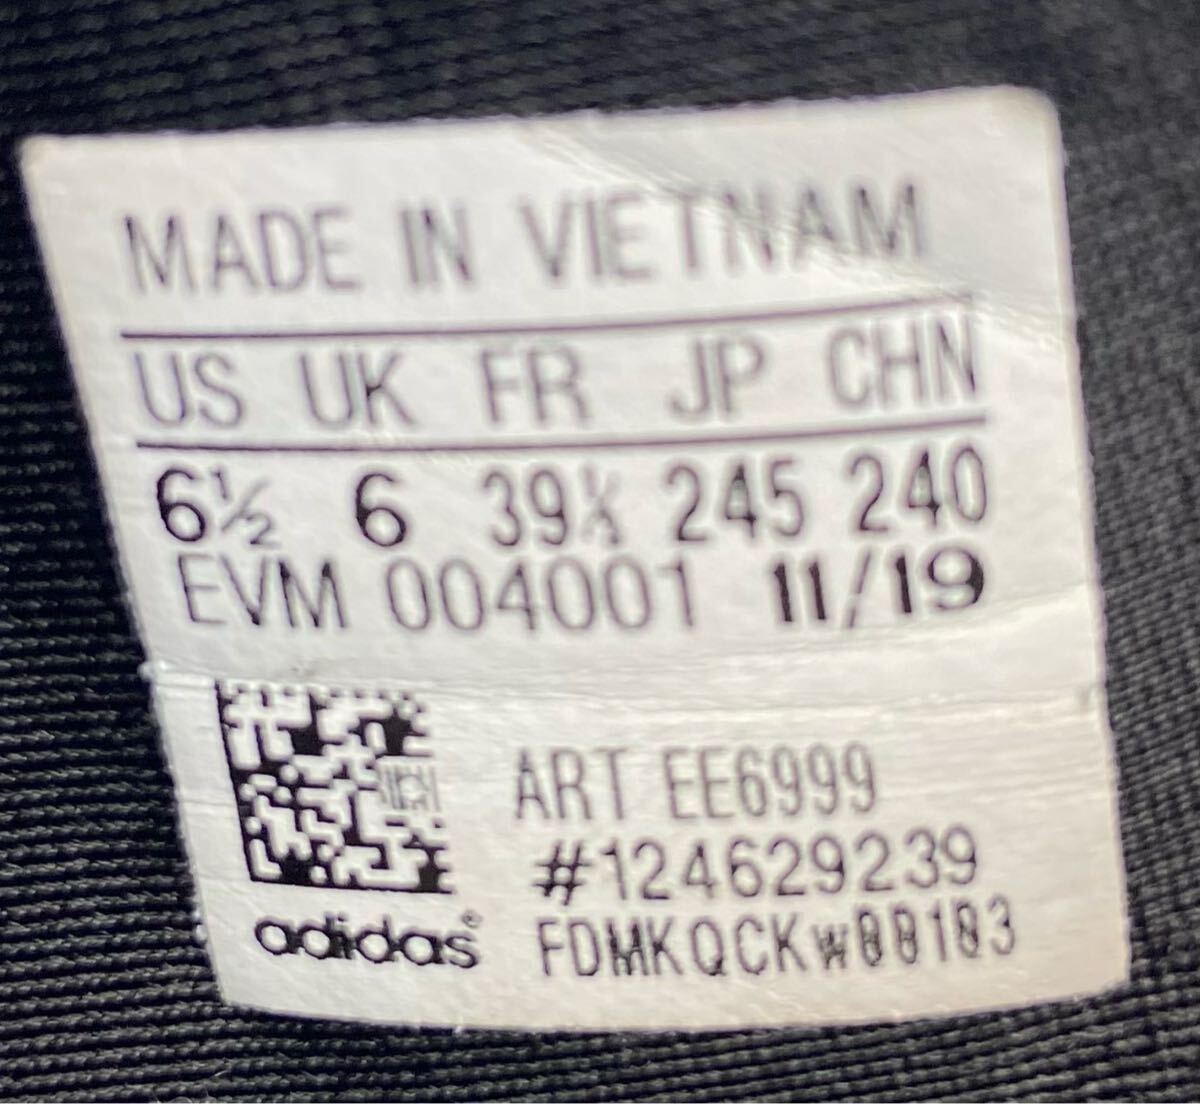 MADE IN VIETNAM
US UK FR JP CHN
6½ 6 39⅓ 245 240
EVM 004001 11/19
ART EE6999
#124629239
FDMKQCKW00103
adidas®